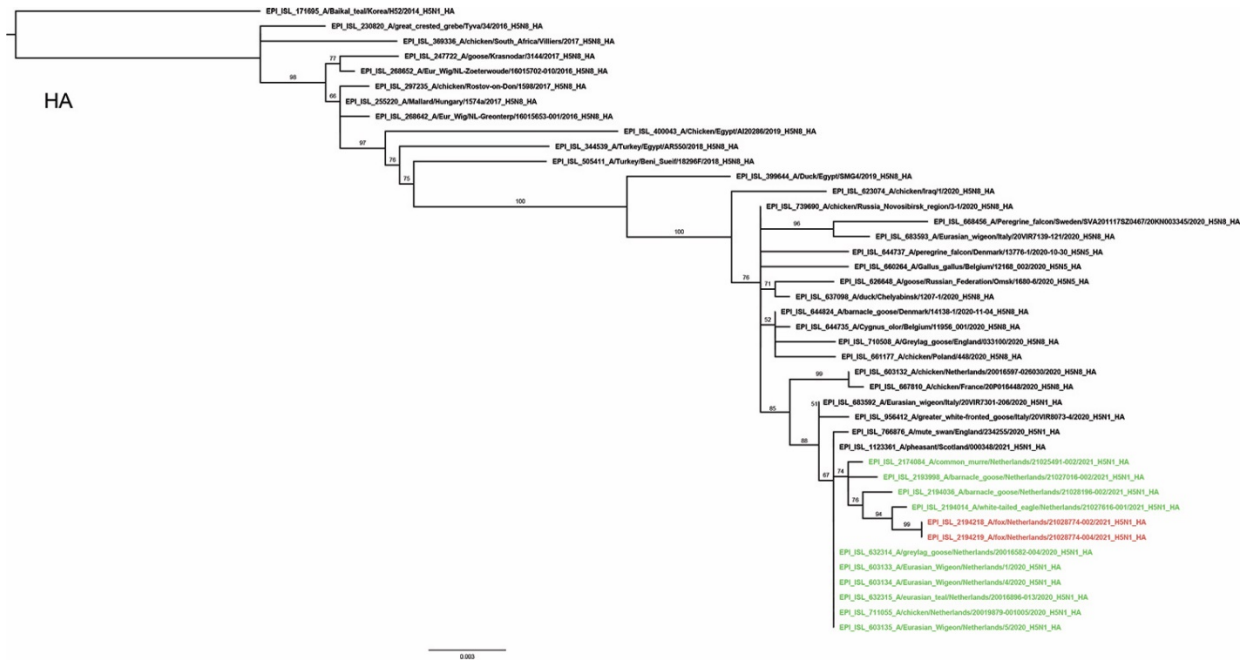 EPI_ISL_171695_A/Baikal_teal/Korea/H52/2014_H5N1_HA
EPI_ISL_230820_A/great_crested_grebe/Tyva/34/2016_H5N8_HA
EPI_ISL_369336_A/chicken/South_Africa/Villiers/2017_H5N8_HA
EPI_ISL_247722_A/goose/Krasnodar/3144/2017_H5N8_HA
77
EPI_ISL_268652_A/Eur_Wig/NL-Zoeterwoude/16015702-010/2016_H5N8_HA
98
EPI_ISL_297235_A/chicken/Rostov-on-Don/1598/2017_H5N8_HA
66
HA
EPI_ISL_255220_A/Mallard/Hungary/1574a/2017_H5N8_HA
EPI_ISL_268642_A/Eur_Wig/NL-Greonterp/16015653-001/2016_H5N8_HA
EPI_ISL_400043_A/Chicken/Egypt/AI20286/2019_H5N8_HA
97
EPI_ISL_344539_A/Turkey/Egypt/AR550/2018_H5N8_HA
76
EPI_ISL_505411_A/Turkey/Beni_Sueif/18296F/2018_H5N8_HA
75
EPI_ISL_399644_A/Duck/Egypt/SMG4/2019_H5N8_HA
EPI_ISL_623074_A/chicken/Iraq/1/2020_H5N8_HA
100
EPI_ISL_739690_A/chicken/Russia_Novosibirsk_region/3-1/2020_H5N8_HA
EPI_ISL_668456_A/Peregrine_falcon/Sweden/SVA201117SZ0467/20KN003345/2020_H5N8_HA
96
100
EPI_ISL_683593_A/Eurasian_wigeon/Italy/20VIR7139-121/2020_H5N8_HA
EPI_ISL_644737_A/peregrine_falcon/Denmark/13776-1/2020-10-30_H5N5_HA
EPI_ISL_660264_A/Gallus_gallus/Belgium/12168_002/2020_H5N5_HA
76
EPI_ISL_626648_A/goose/Russian_Federation/Omsk/1680-6/2020_H5N5_HA
71
EPI_ISL_637098_A/duck/Chelyabinsk/1207-1/2020_H5N8_HA
EPI_ISL_644824_A/barnacle_goose/Denmark/14138-1/2020-11-04_H5N8_HA
52
EPI_ISL_644735_A/Cygnus_olor/Belgium/11956_001/2020_H5N8_HA
EPI_ISL_710508_A/Greylag_goose/England/033100/2020_H5N8_HA
EPI_ISL_661177_A/chicken/Poland/448/2020_H5N8_HA
EPI_ISL_603132_A/chicken/Netherlands/20016597-026030/2020_H5N8_HA
99
EPI_ISL_667810_A/chicken/France/20P016448/2020_H5N8_HA
EPI_ISL_683592_A/Eurasian_wigeon/Italy/20VIR7301-206/2020_H5N1_HA
51
85
EPI_ISL_956412_A/greater_white-fronted_goose/Italy/20VIR8073-4/2020_H5N1_HA
EPI_ISL_766876_A/mute_swan/England/234255/2020_H5N1_HA
88
EPI_ISL_1123361_A/pheasant/Scotland/000348/2021_H5N1_HA
EPI_ISL_2174084_A/common_murre/Netherlands/21025491-002/2021_H5N1_HA
74
67
EPI_ISL_2193998_A/barnacle_goose/Netherlands/21027016-002/2021_H5N1_HA
EPI_ISL_2194036_A/barnacle_goose/Netherlands/21028196-002/2021_H5N1_HA
76
EPI_ISL_2194014_A/white-tailed_eagle/Netherlands/21027616-001/2021_H5N1_HA
94
EPI_ISL_2194218_A/fox/Netherlands/21028774-002/2021_H5N1_HA
99
EPI_ISL_2194219_A/fox/Netherlands/21028774-004/2021_H5N1_HA
EPI_ISL_632314_A/greylag_goose/Netherlands/20016582-004/2020_H5N1_HA
EPI_ISL_603133_A/Eurasian_Wigeon/Netherlands/1/2020_H5N1_HA
EPI_ISL_603134_A/Eurasian_Wigeon/Netherlands/4/2020_H5N1_HA
EPI_ISL_632315_A/eurasian_teal/Netherlands/20016896-013/2020_H5N1_HA
EPI_ISL_711055_A/chicken/Netherlands/20019879-001005/2020_H5N1_HA
EPI_ISL_603135_A/Eurasian_Wigeon/Netherlands/5/2020_H5N1_HA
0.003